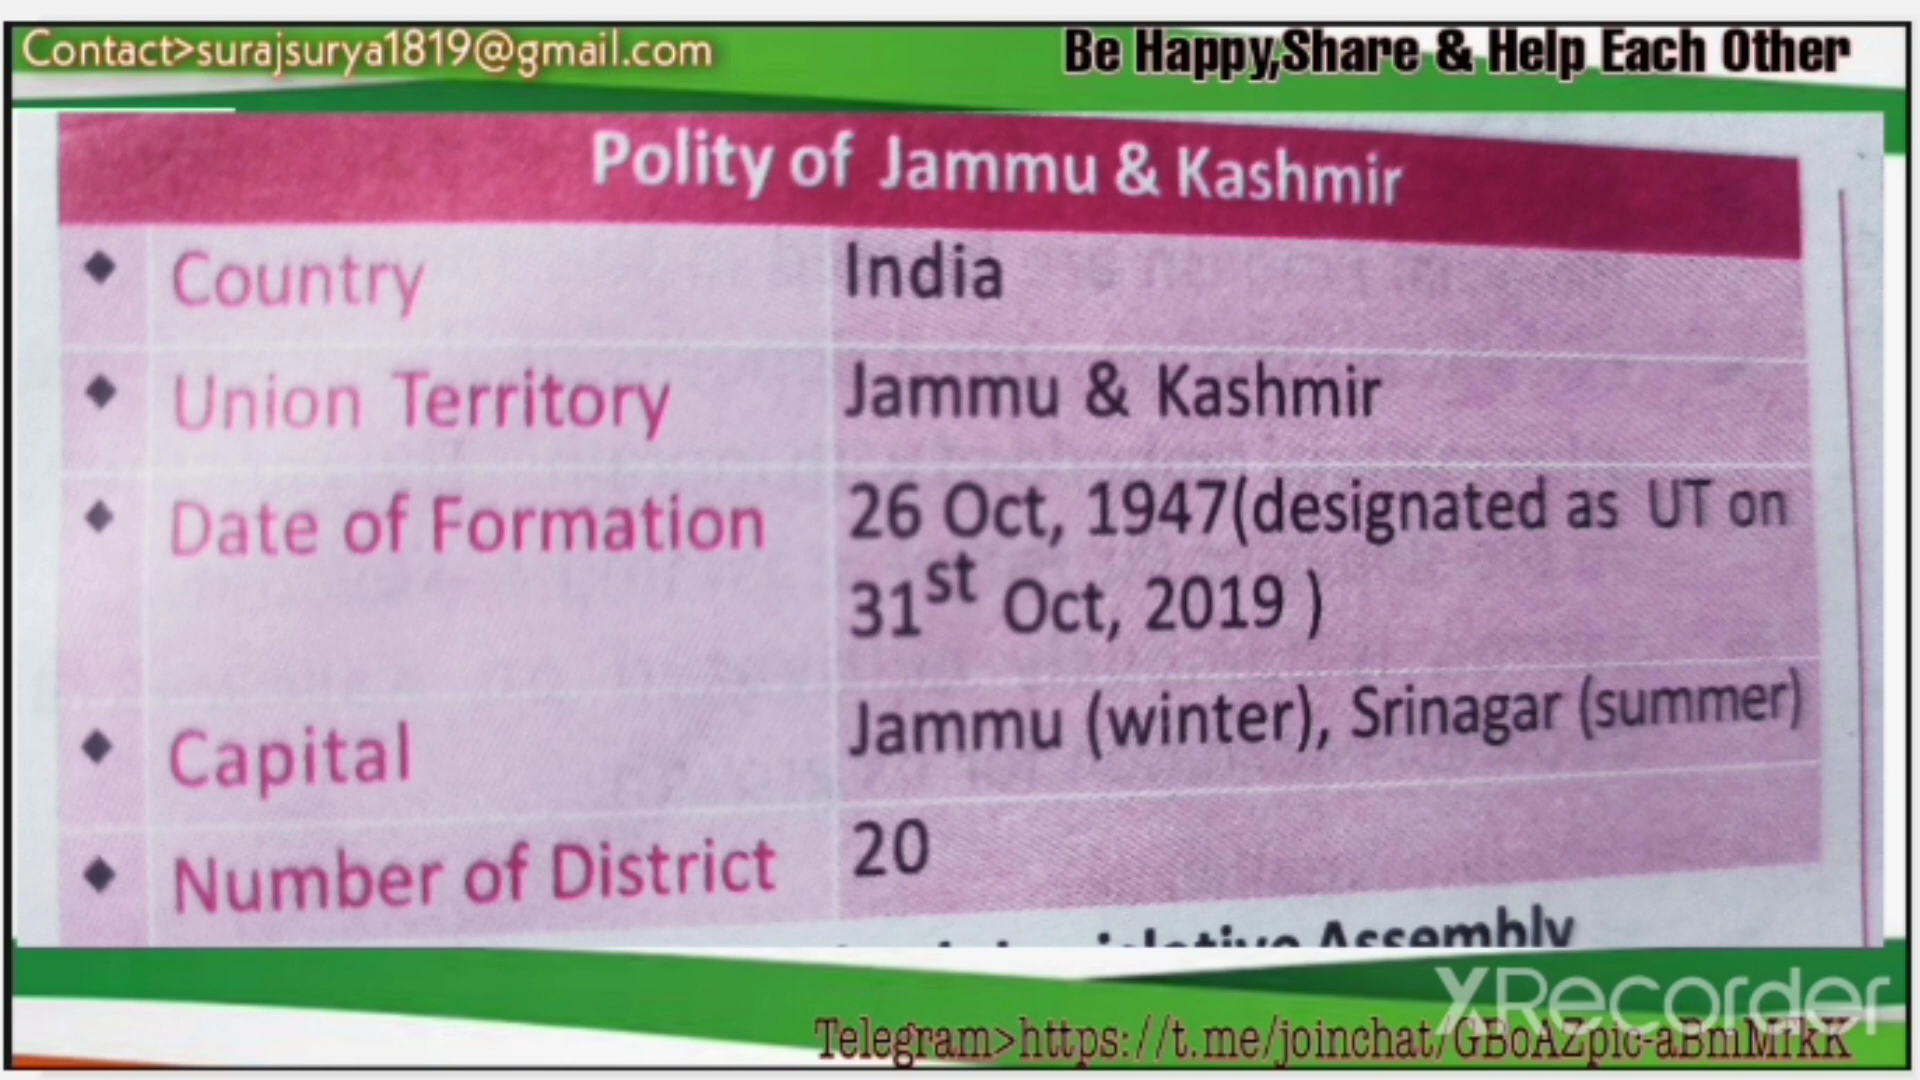 Contact>surajsurya1819@gmail.com
Be Happy,Share & Help Each Other
Polity of Jammu & Kashmir
◆ Country India
◆ Union Territory Jammu & Kashmir
◆ Date of Formation 26 Oct, 1947(designated as UT on
31st Oct, 2019 )
◆ Capital Jammu (winter), Srinagar (summer)
◆ Number of District 20
Assembly
XRecorder
Telegram>https://t.me/joinchat/GBoAZpic-aBmMrkK